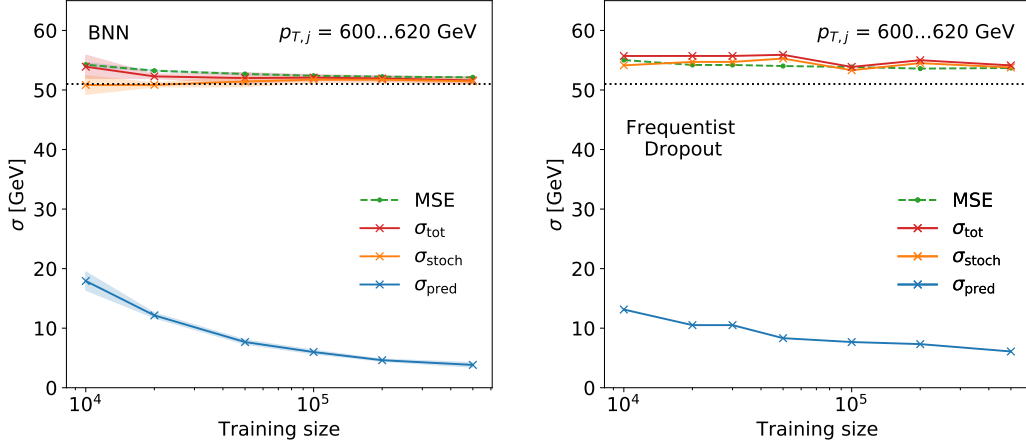 BNN
p_{T,j} = 600...620 GeV
σ [GeV]
60
50
40
30
20
10
0
MSE
σ_tot
σ_stoch
σ_pred
10^4
10^5
Training size
p_{T,j} = 600...620 GeV
Frequentist
Dropout
σ [GeV]
60
50
40
30
20
10
0
MSE
σ_tot
σ_stoch
σ_pred
10^4
10^5
Training size